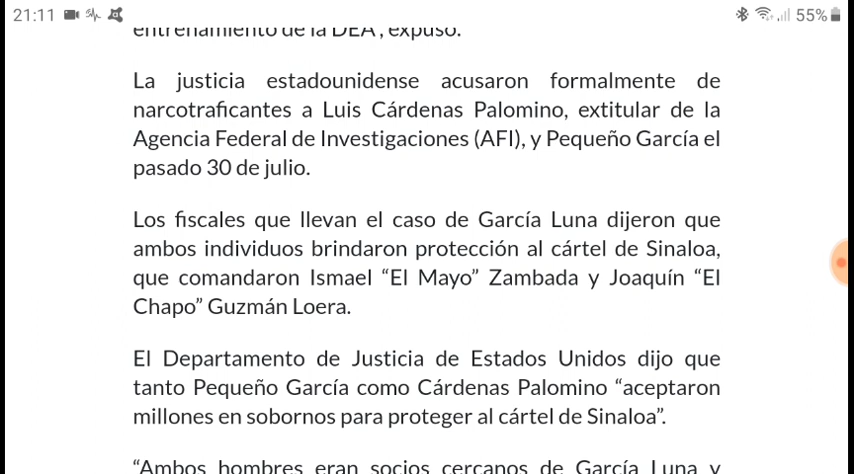 21:11 55%
entrenamiento de la DEA", expuso.
La justicia estadounidense acusaron formalmente de
narcotraficantes a Luis Cárdenas Palomino, extitular de la
Agencia Federal de Investigaciones (AFI), y Pequeño García el
pasado 30 de julio.
Los fiscales que llevan el caso de García Luna dijeron que
ambos individuos brindaron protección al cártel de Sinaloa,
que comandaron Ismael “El Mayo” Zambada y Joaquín “El
Chapo” Guzmán Loera.
El Departamento de Justicia de Estados Unidos dijo que
tanto Pequeño García como Cárdenas Palomino “aceptaron
millones en sobornos para proteger al cártel de Sinaloa”.
“Ambos hombres eran socios cercanos de García Luna y